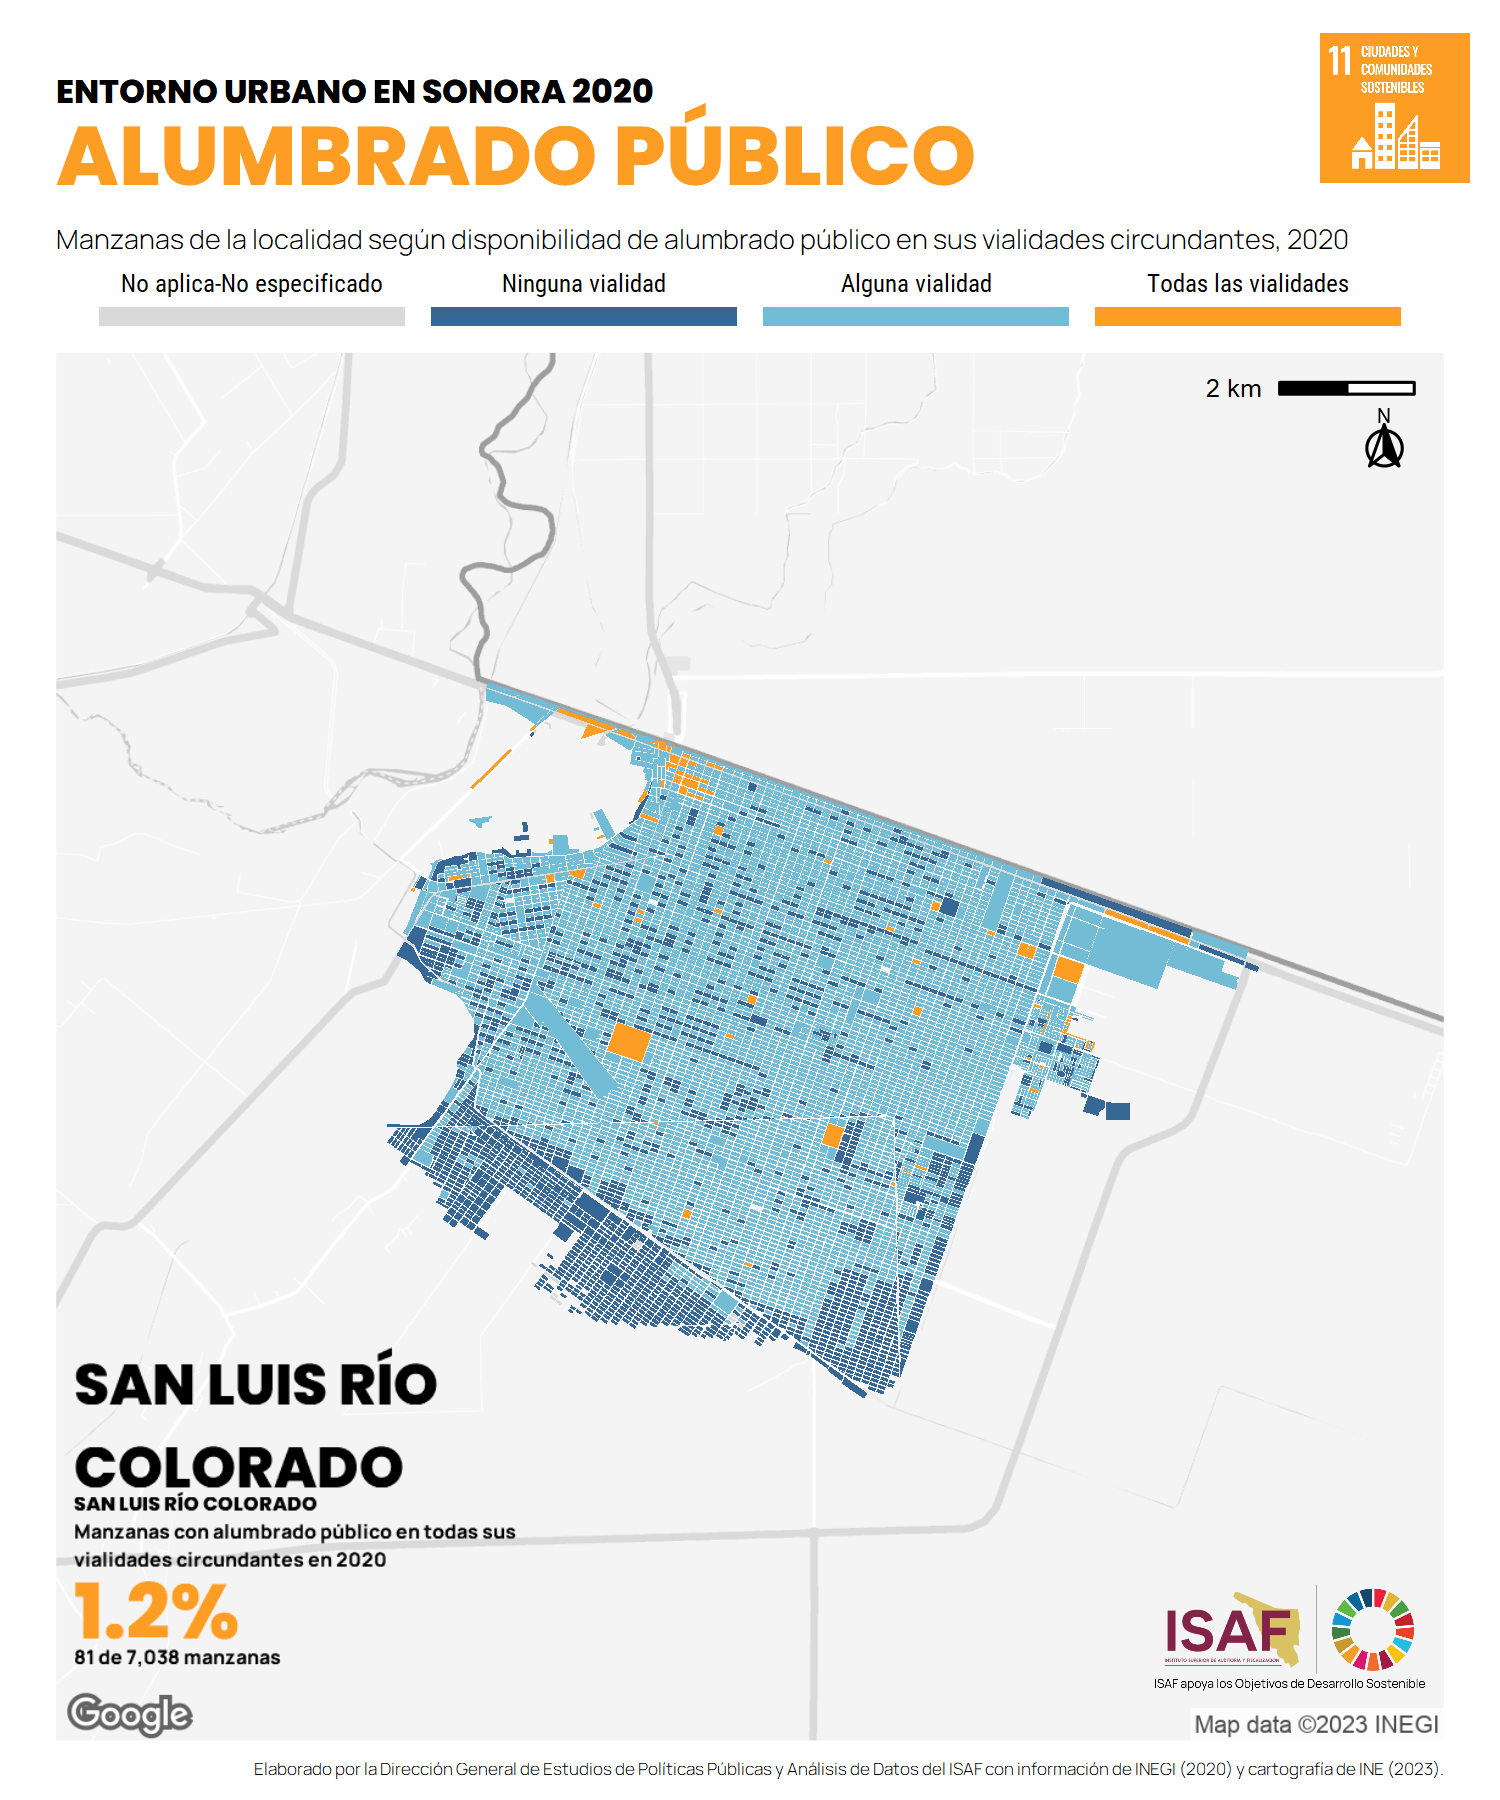 ENTORNO URBANO EN SONORA 2020
ALUMBRADO PÚBLICO
11 CIUDADES Y
COMUNIDADES
SOSTENIBLES
Manzanas de la localidad según disponibilidad de alumbrado público en sus vialidades circundantes, 2020
No aplica-No especificado
Ninguna vialidad
Alguna vialidad
Todas las vialidades
2 km
N
SAN LUIS RÍO
COLORADO
SAN LUIS RÍO COLORADO
Manzanas con alumbrado público en todas sus
vialidades circundantes en 2020
1.2%
81 de 7,038 manzanas
ISAF
INSTITUTO SUPERIOR DE AUDITORÍA Y FISCALIZACIÓN
ISAF apoya los Objetivos de Desarrollo Sostenible
Google
Map data ©2023 INEGI
Elaborado por la Dirección General de Estudios de Políticas Públicas y Análisis de Datos del ISAF con información de INEGI (2020) y cartografía de INE (2023).